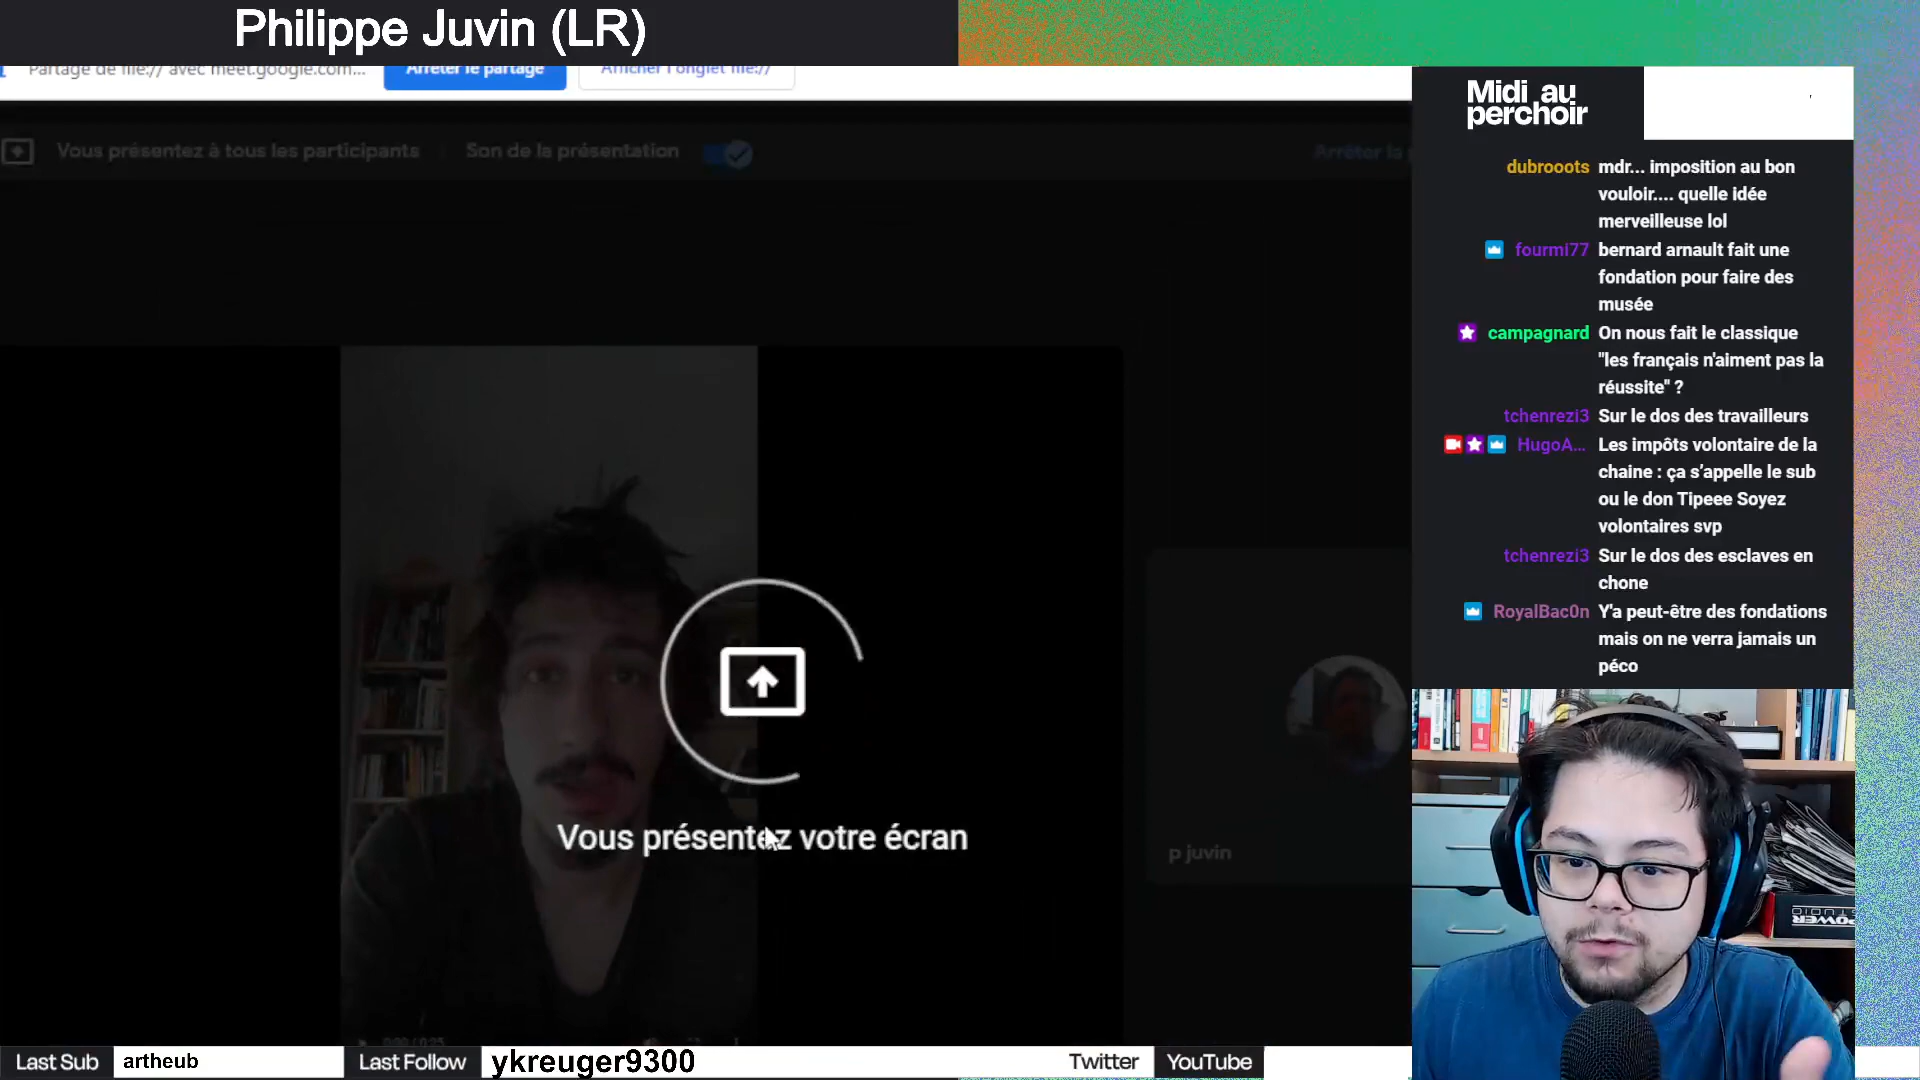 Philippe Juvin (LR)
Partage de file:// avec meet.google.com...
Arrêter le partage
Afficher l'onglet file://
Vous présentez à tous les participants
Son de la présentation
Arrêter la
Vous présentez votre écran
p juvin
Midi au
perchoir
dubrooots mdr... imposition au bon
vouloir.... quelle idée
merveilleuse lol
fourmi77 bernard arnault fait une
fondation pour faire des
musée
campagnard On nous fait le classique
"les français n'aiment pas la
réussite" ?
tchenrezi3 Sur le dos des travailleurs
HugoA... Les impôts volontaire de la
chaine : ça s'appelle le sub
ou le don Tipeee Soyez
volontaires svp
tchenrezi3 Sur le dos des esclaves en
chone
RoyalBac0n Y'a peut-être des fondations
mais on ne verra jamais un
péco
POWER
STUDIO
Last Sub artheub
Last Follow ykreuger9300
Twitter YouTube